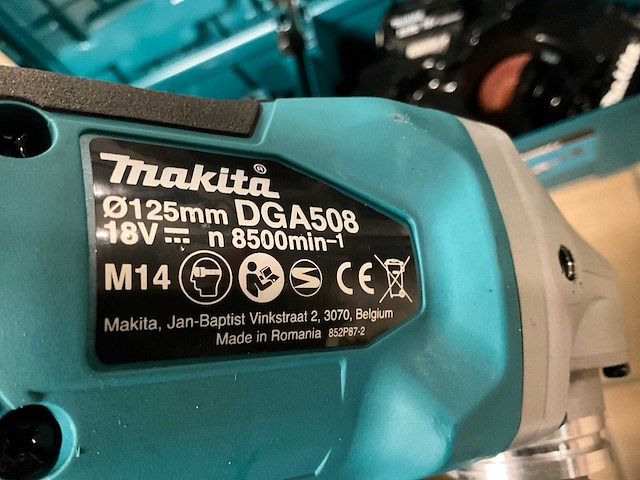 makita®
Ø125mm DGA508
18V ⎓ n 8500min-1
M14 CE
Makita, Jan-Baptist Vinkstraat 2, 3070, Belgium
Made in Romania 852P87-2